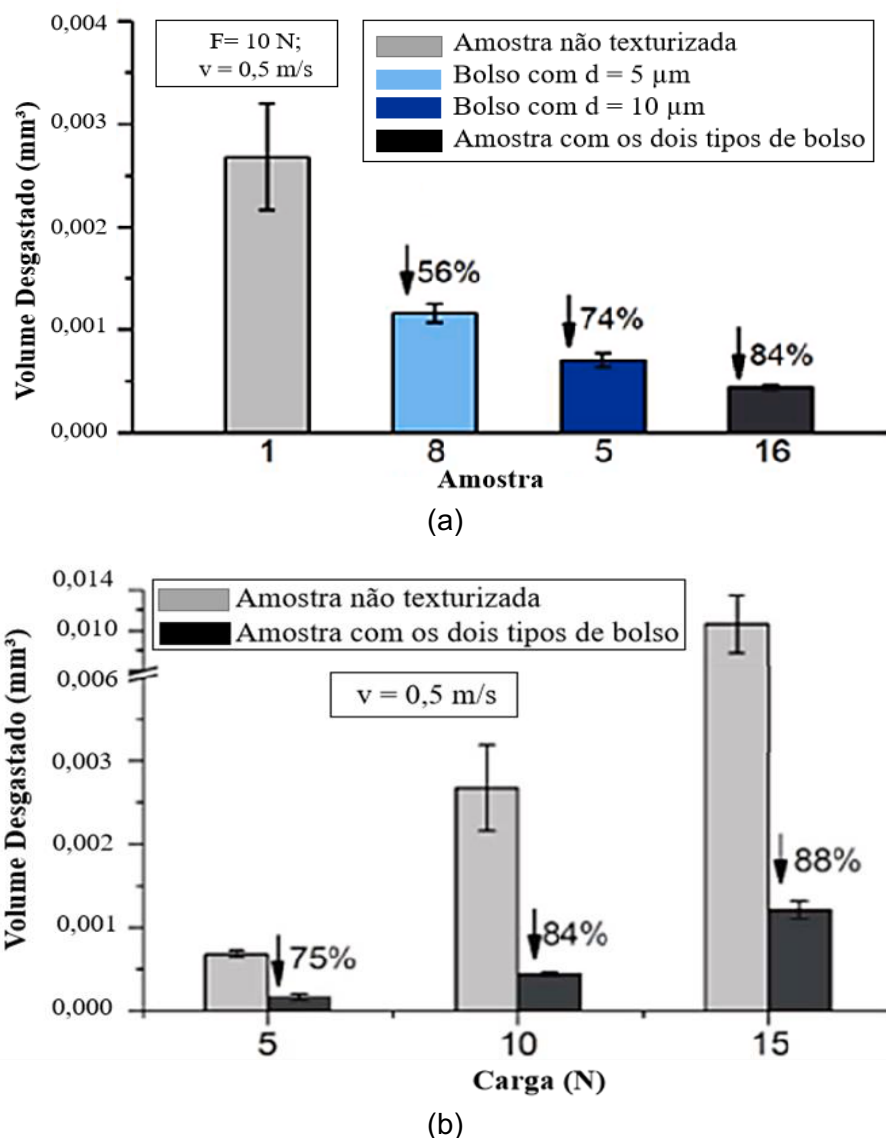 0,004
0,003
0,002
0,001
0,000
Volume Desgastado (mm³)
F= 10 N;
v = 0,5 m/s
Amostra não texturizada
Bolso com d = 5 µm
Bolso com d = 10 µm
Amostra com os dois tipos de bolso
56%
74%
84%
1 8 5 16
Amostra
(a)
0,014
0,010
0,006
0,003
0,002
0,001
0,000
Volume Desgastado (mm³)
Amostra não texturizada
Amostra com os dois tipos de bolso
v = 0,5 m/s
75%
84%
88%
5 10 15
Carga (N)
(b)